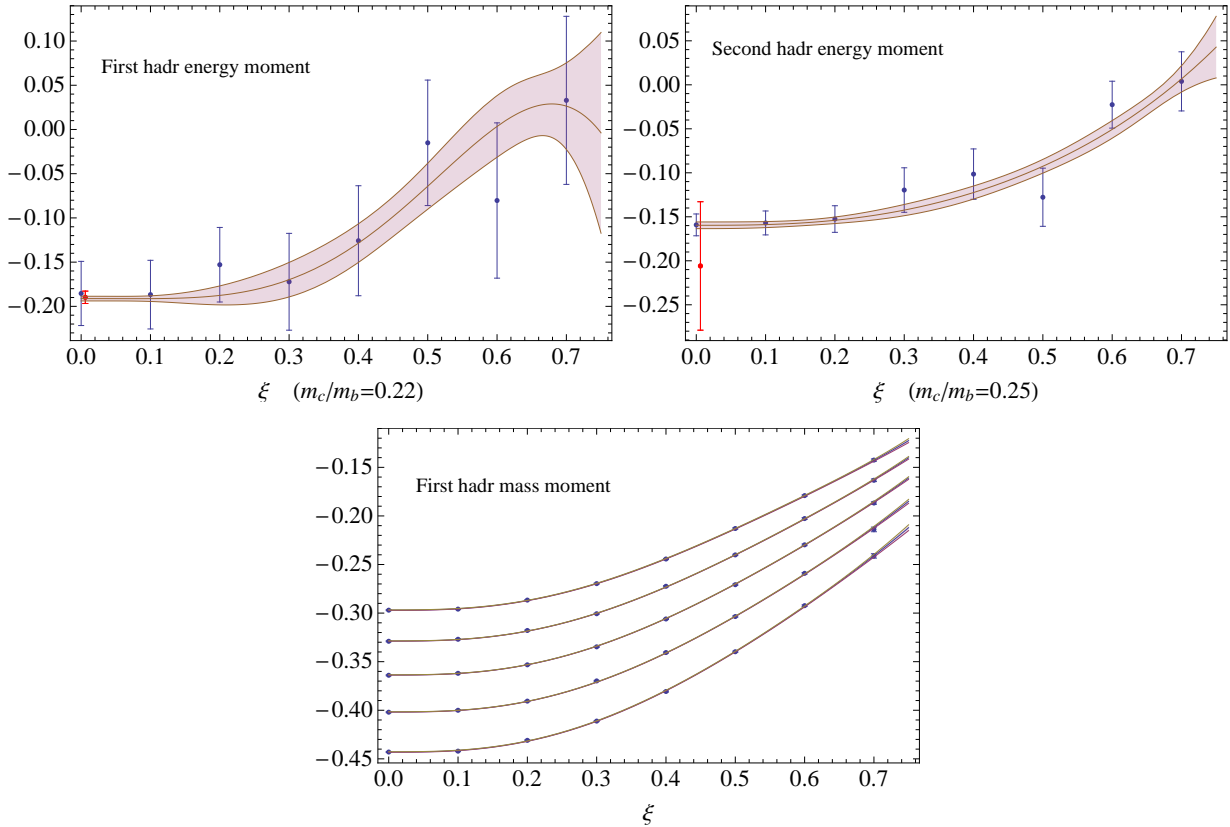 First hadr energy moment
0.10
0.05
0.00
−0.05
−0.10
−0.15
−0.20
0.0 0.1 0.2 0.3 0.4 0.5 0.6 0.7
ξ (m_c/m_b=0.22)
Second hadr energy moment
0.05
0.00
−0.05
−0.10
−0.15
−0.20
−0.25
0.0 0.1 0.2 0.3 0.4 0.5 0.6 0.7
ξ (m_c/m_b=0.25)
First hadr mass moment
−0.15
−0.20
−0.25
−0.30
−0.35
−0.40
−0.45
0.0 0.1 0.2 0.3 0.4 0.5 0.6 0.7
ξ